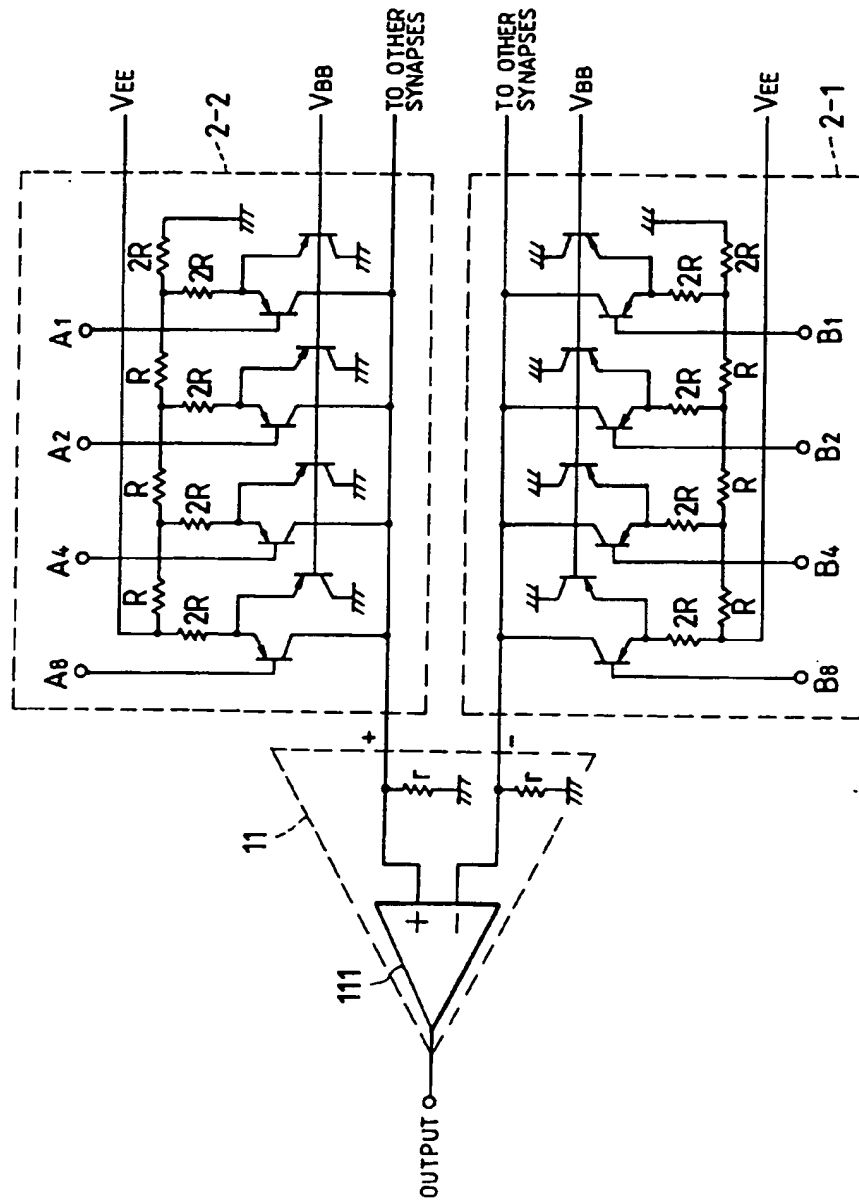 VEE
2-2
VBB
TO OTHER
SYNAPSES
A1
A2
A4
A8
2R
2R
R
2R
R
2R
R
2R
+
11
r
111
+
−
OUTPUT
−
r
TO OTHER
SYNAPSES
VBB
VEE
2-1
2R
2R
R
2R
R
2R
R
2R
B1
B2
B4
B8